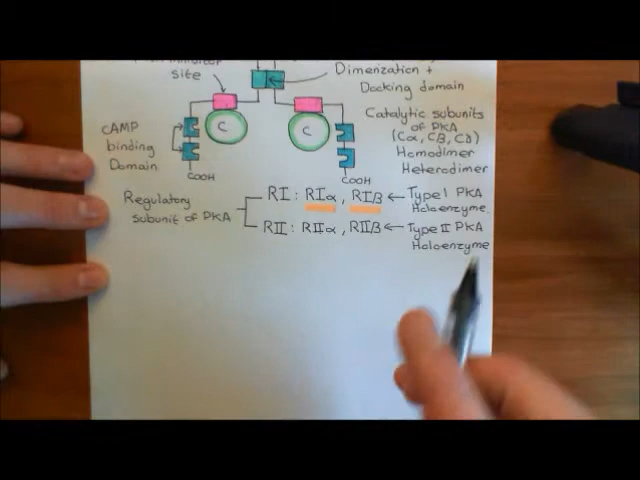 site
Dimerization +
Docking domain
Catalytic subunits
of PKA
(Cα, Cβ, Cγ)
Homodimer
Heterodimer
C
C
CAMP
binding
Domain
COOH
COOH
Regulatory
subunit of PKA
RI: RIα, RIβ ← Type I PKA
Holoenzyme
RII: RIIα, RIIβ ← Type II PKA
Holoenzyme